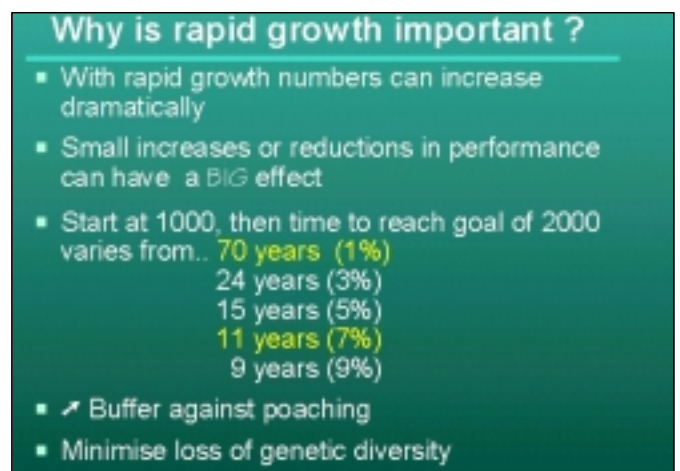 Why is rapid growth important ?
▪ With rapid growth numbers can increase
dramatically
▪ Small increases or reductions in performance
can have a BIG effect
▪ Start at 1000, then time to reach goal of 2000
varies from.. 70 years (1%)
24 years (3%)
15 years (5%)
11 years (7%)
9 years (9%)
▪ ➚ Buffer against poaching
▪ Minimise loss of genetic diversity